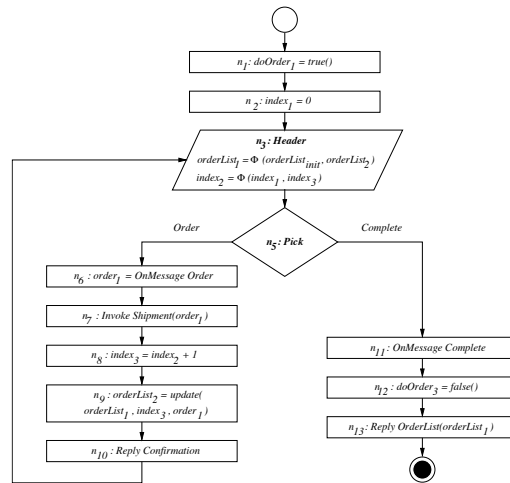 n1: doOrder1 = true()
n2: index1 = 0
n3: Header
orderList1 = Φ (orderListinit, orderList2)
index2 = Φ (index1, index3)
n5: Pick
Order
Complete
n6: order1 = OnMessage Order
n7: Invoke Shipment(order1)
n8: index3 = index2 + 1
n9: orderList2 = update(
orderList1, index3, order1)
n10: Reply Confirmation
n11: OnMessage Complete
n12: doOrder3 = false()
n13: Reply OrderList(orderList1)